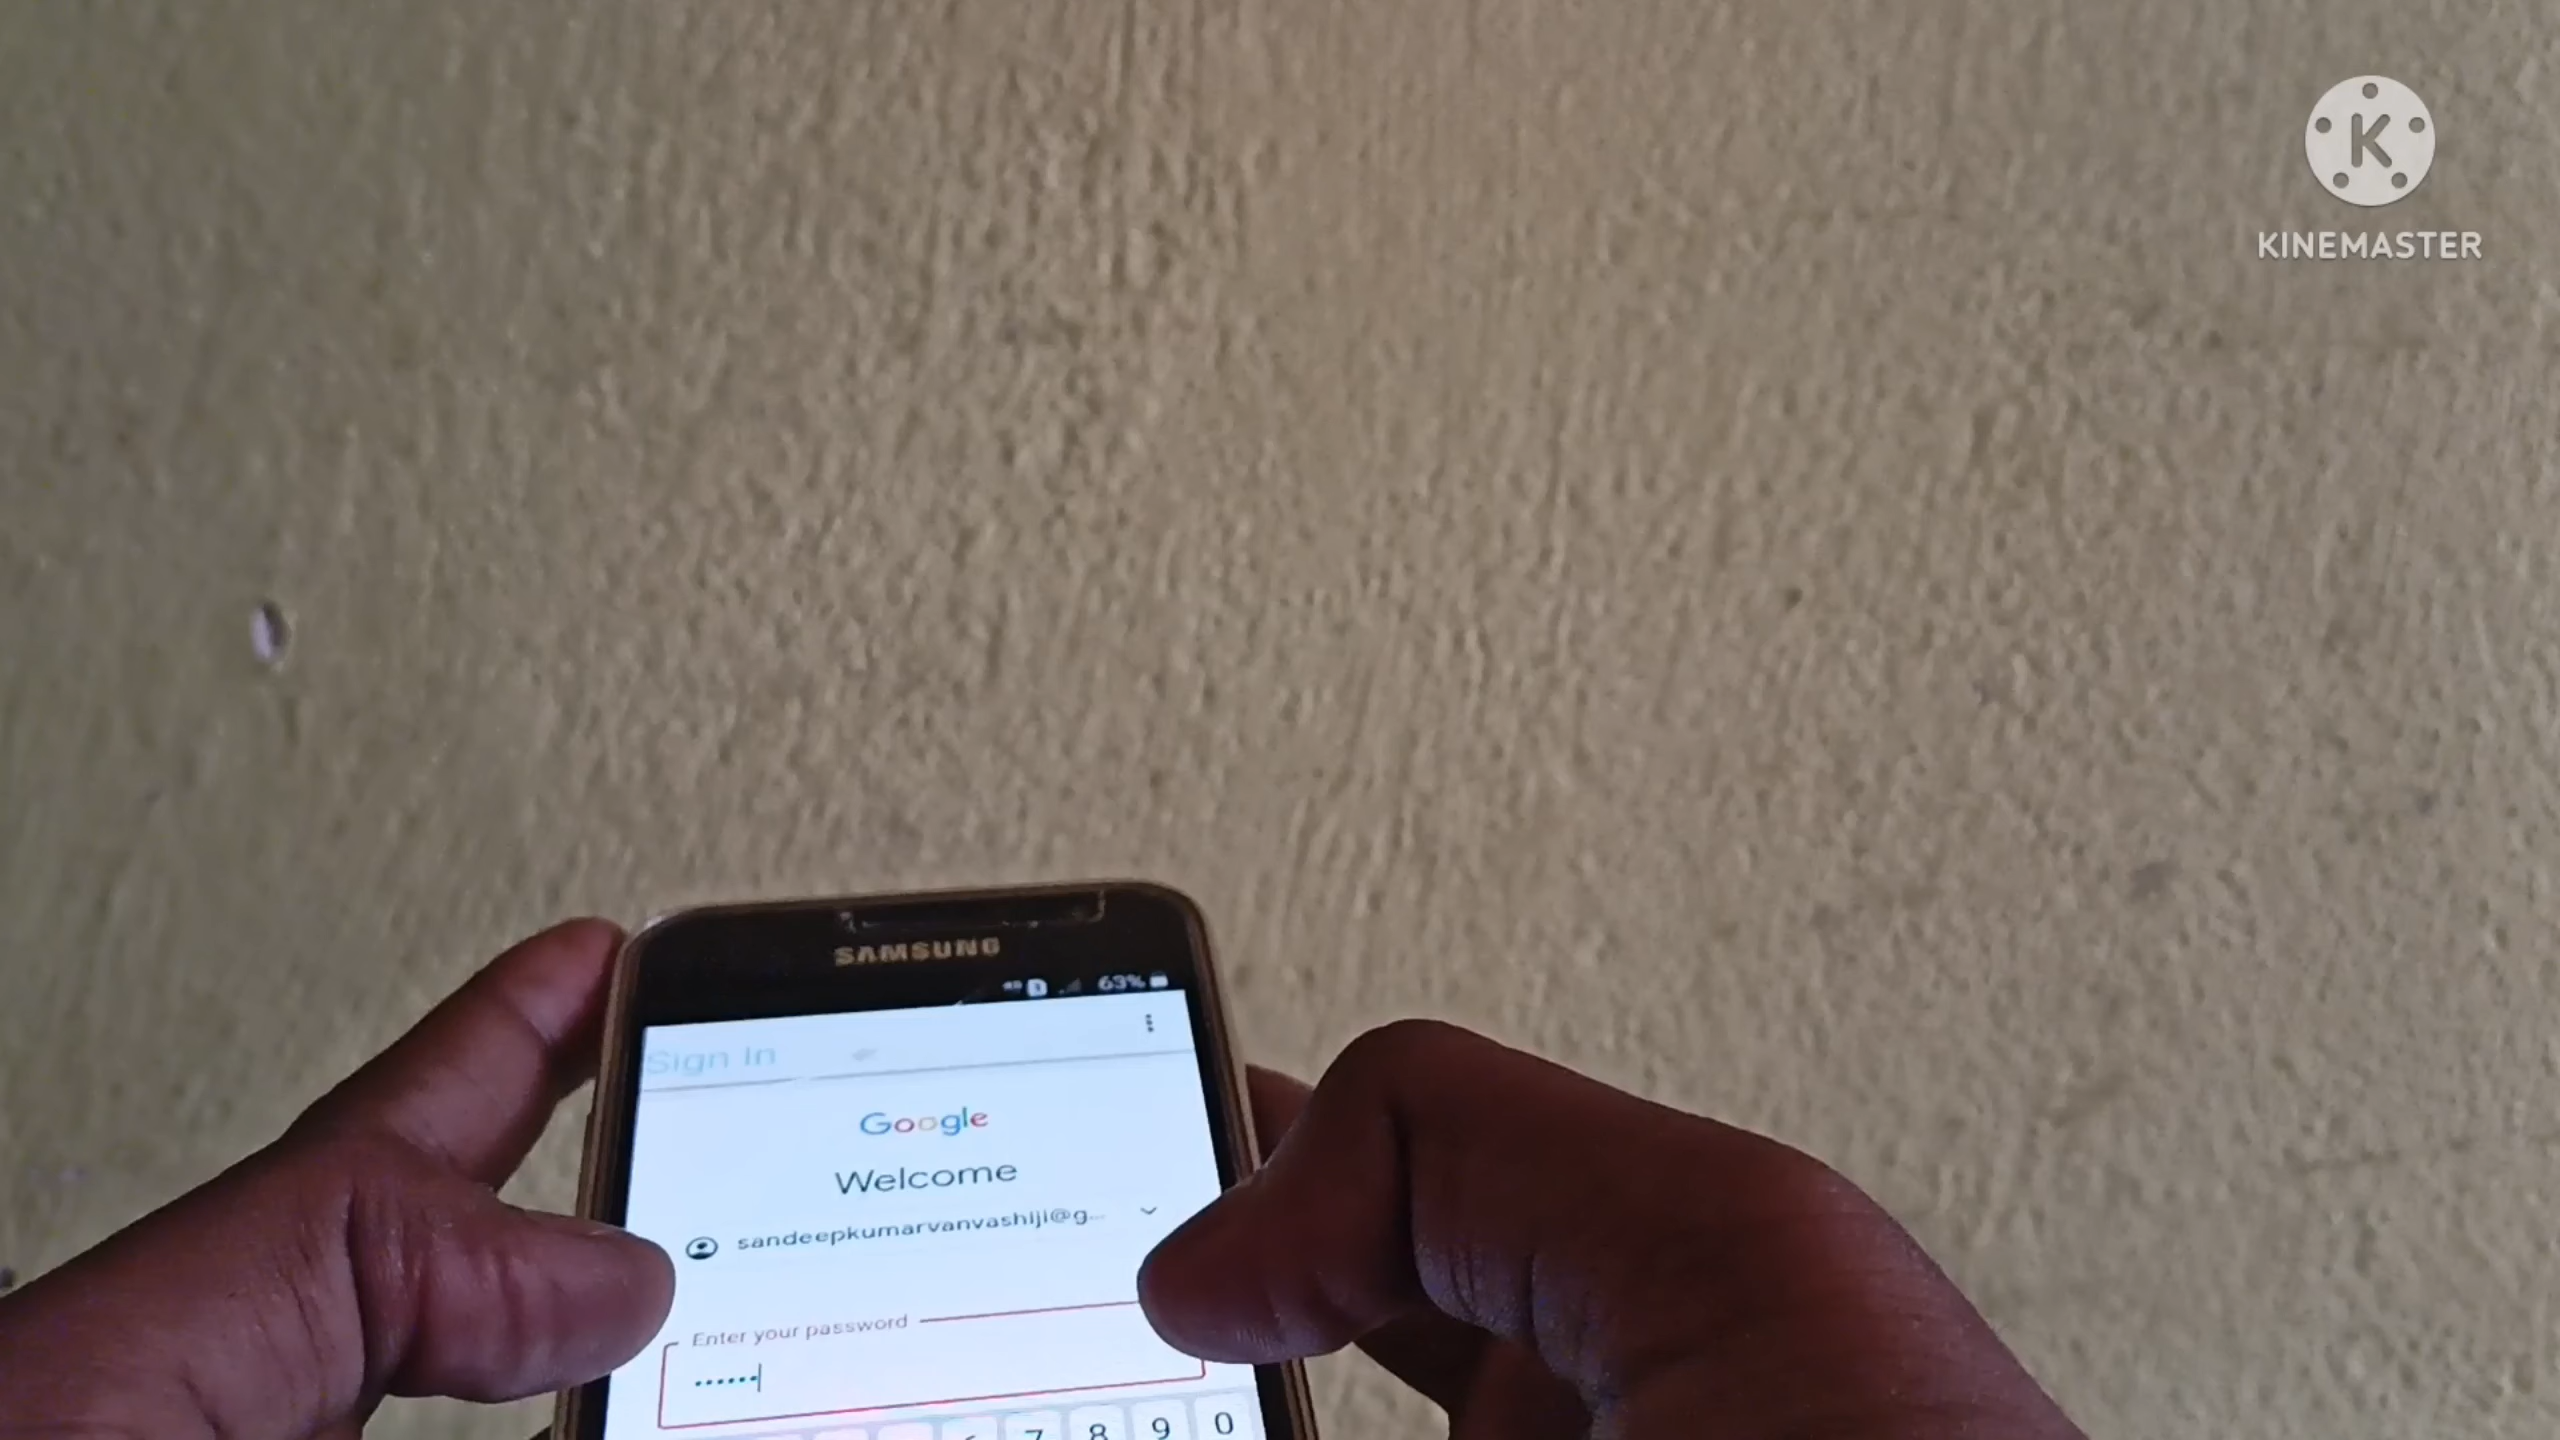 K
KINEMASTER
SAMSUNG
63%
Sign In
Google
Welcome
sandeepkumarvanvashiji@g...
Enter your password
••••••
7 8 9 0